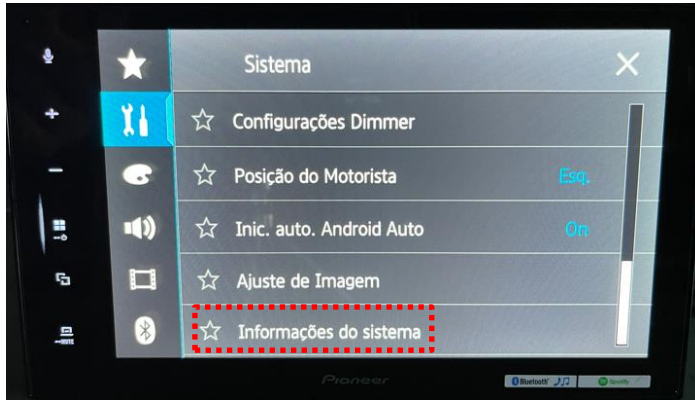 Sistema
Configurações Dimmer
Posição do Motorista Esq.
Inic. auto. Android Auto On
Ajuste de Imagem
Informações do sistema
MUTE
Pioneer
Bluetooth
Spotify